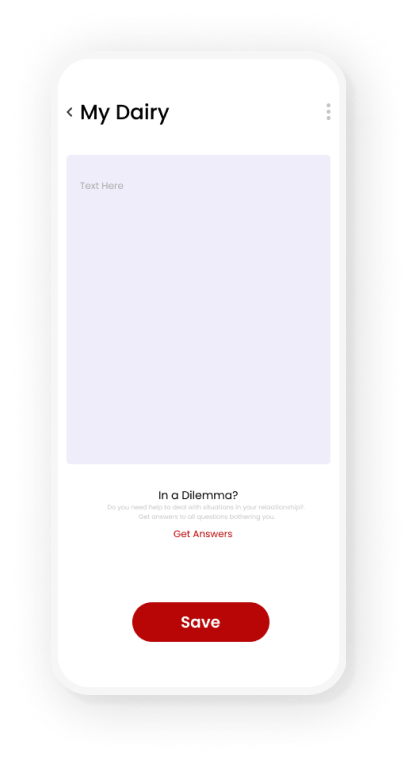 My Dairy
Text Here
In a Dilemma?
Do you need help to deal with situations in your relaotionship?
Get answers to all questions bothering you.
Get Answers
Save